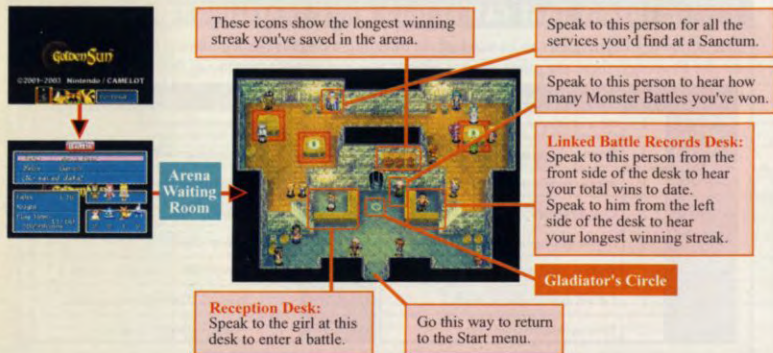 These icons show the longest winning
streak you've saved in the arena.
Speak to this person for all the
services you'd find at a Sanctum.
GOLDEN SUN
©2001-2003 Nintendo / CAMELOT
Speak to this person to hear how
many Monster Battles you've won.
Linked Battle Records Desk:
Speak to this person from the
front side of the desk to hear
your total wins to date.
Speak to him from the left
side of the desk to hear
your longest winning streak.
Arena
Waiting
Room
Gladiator's Circle
Reception Desk:
Speak to the girl at this
desk to enter a battle.
Go this way to return
to the Start menu.